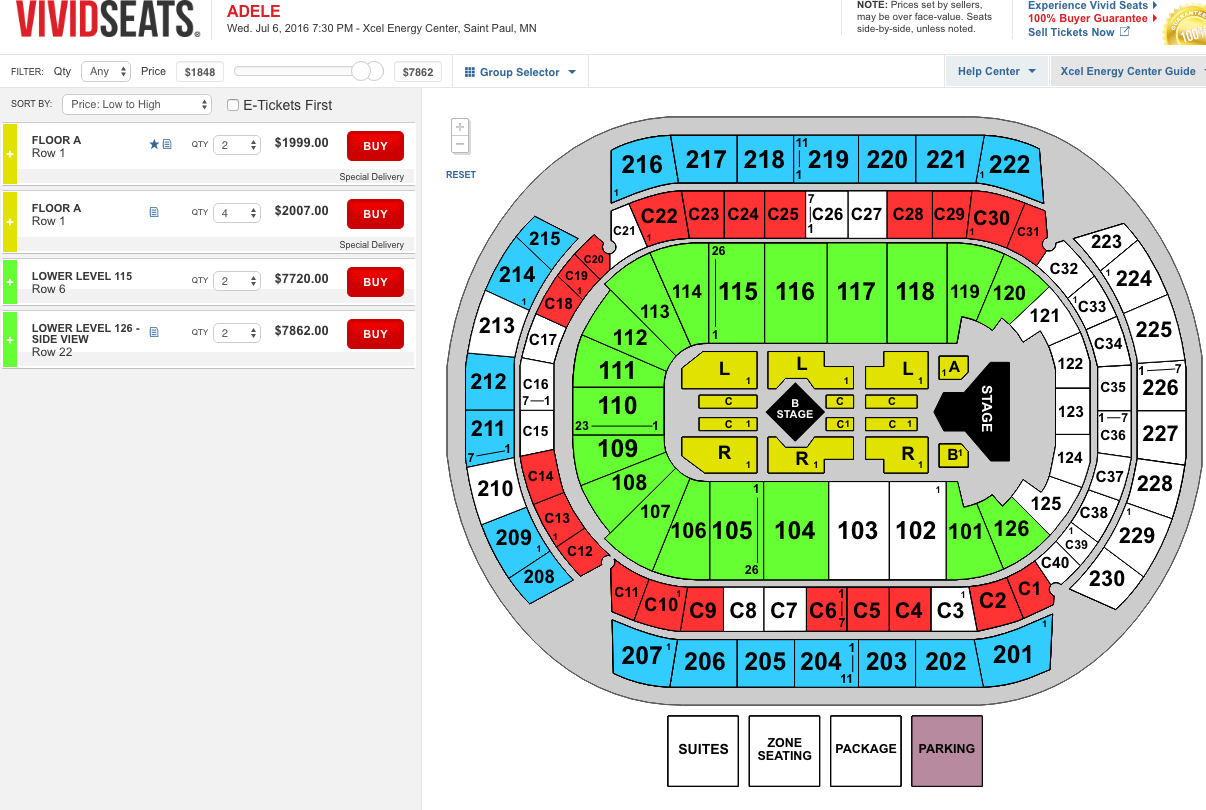 VIVIDSEATS
ADELE
Wed. Jul 6, 2016 7:30 PM - Xcel Energy Center, Saint Paul, MN
NOTE: Prices set by sellers,
may be over face-value. Seats
side-by-side, unless noted.
Experience Vivid Seats
100% Buyer Guarantee
Sell Tickets Now
100%
FILTER: Qty Any Price $1848 $7862 Group Selector Help Center Xcel Energy Center Guide
SORT BY: Price: Low to High E-Tickets First
FLOOR A
Row 1
QTY 2 $1999.00 BUY
Special Delivery
FLOOR A
Row 1
QTY 4 $2007.00 BUY
Special Delivery
LOWER LEVEL 115
Row 6
QTY 2 $7720.00 BUY
LOWER LEVEL 126 -
SIDE VIEW
Row 22
QTY 2 $7862.00 BUY
+
−
RESET
216 217 218 11 219 220 221 222
1 1 1
C21 C22 C23 C24 C25 7 C26 C27 C28 C29 C30 C31
1 1 1
215
214
1
213
212
211
7 1
210
209
1
208
C20
C19
1
C18
C17
C16
7 1
C15
C14
C13
1
C12
223
1 224
225
1 7
226
227
228
1
229
230
C32
1
C33
C34
C35
1 7
C36
C37
C38
1
C39
C40
113 114 26 115 116 117 118 119 120
1
121
112
111
110
23 1
109
108
107
122
123
124
125
106 1 105 104 103 1 102 101 126
26
L 1 L 1 L 1 1 A
C C C
B
STAGE
STAGE
C 1 C1 C 1
R 1 R 1 R 1 B1
C11 C10 1 C9 C8 C7 C6 1 C5 C4 C3 1 C2 C1
7
207 1 206 205 204 1 203 202 201 1
11
SUITES
ZONE
SEATING
PACKAGE
PARKING